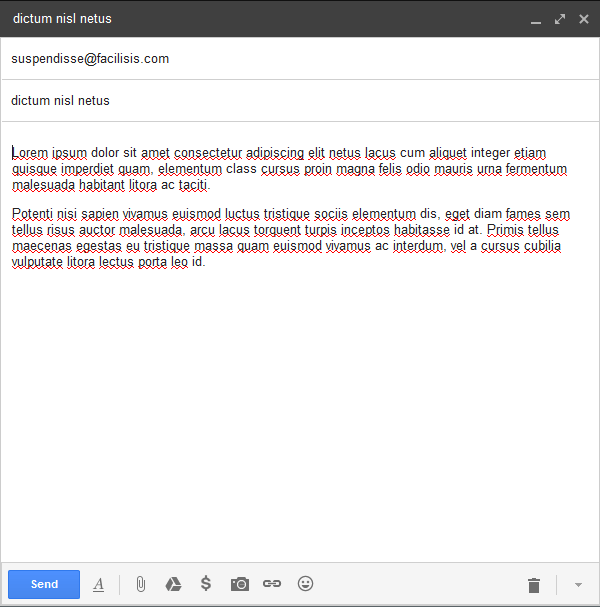 dictum nisl netus
suspendisse@facilisis.com
dictum nisl netus
Lorem ipsum dolor sit amet consectetur adipiscing elit netus lacus cum aliquet integer etiam
quisque imperdiet quam, elementum class cursus proin magna felis odio mauris urna fermentum
malesuada habitant litora ac taciti.
Potenti nisi sapien vivamus euismod luctus tristique sociis elementum dis, eget diam fames sem
tellus risus auctor malesuada, arcu lacus torquent turpis inceptos habitasse id at. Primis tellus
maecenas egestas eu tristique massa quam euismod vivamus ac interdum, vel a cursus cubilia
vulputate litora lectus porta leo id.
Send A $